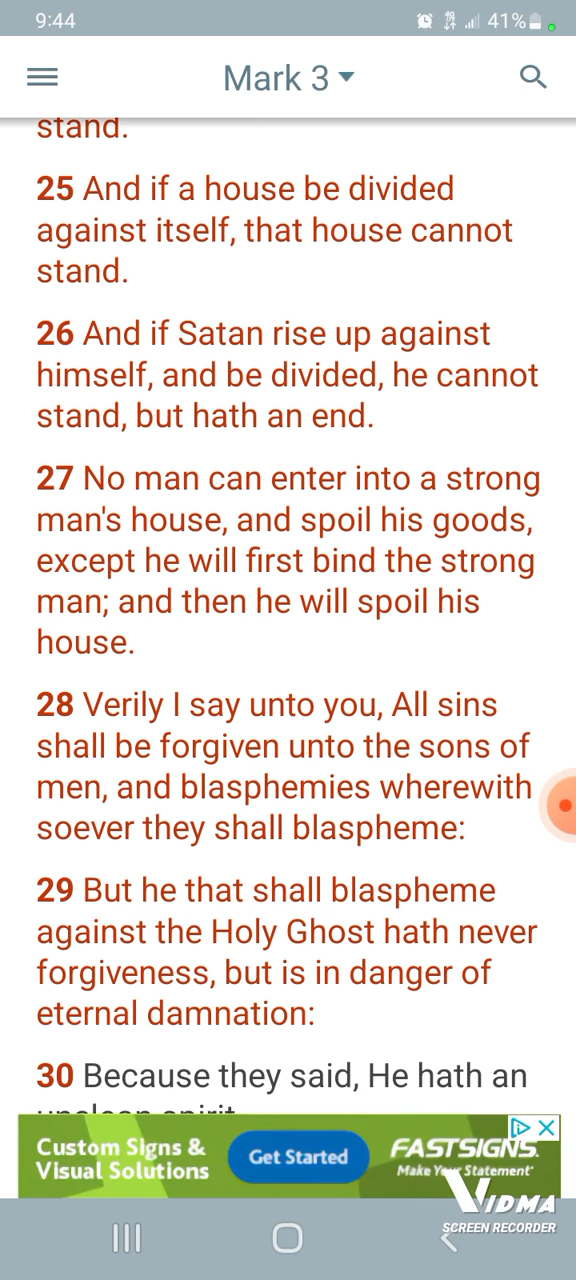 9:44
41%
Mark 3
stand.
25 And if a house be divided
against itself, that house cannot
stand.
26 And if Satan rise up against
himself, and be divided, he cannot
stand, but hath an end.
27 No man can enter into a strong
man's house, and spoil his goods,
except he will first bind the strong
man; and then he will spoil his
house.
28 Verily I say unto you, All sins
shall be forgiven unto the sons of
men, and blasphemies wherewith
soever they shall blaspheme:
29 But he that shall blaspheme
against the Holy Ghost hath never
forgiveness, but is in danger of
eternal damnation:
30 Because they said, He hath an
unclean spirit.
Custom Signs &
Visual Solutions
Get Started
FASTSIGNS.
Make Your Statement
VIDMA
SCREEN RECORDER